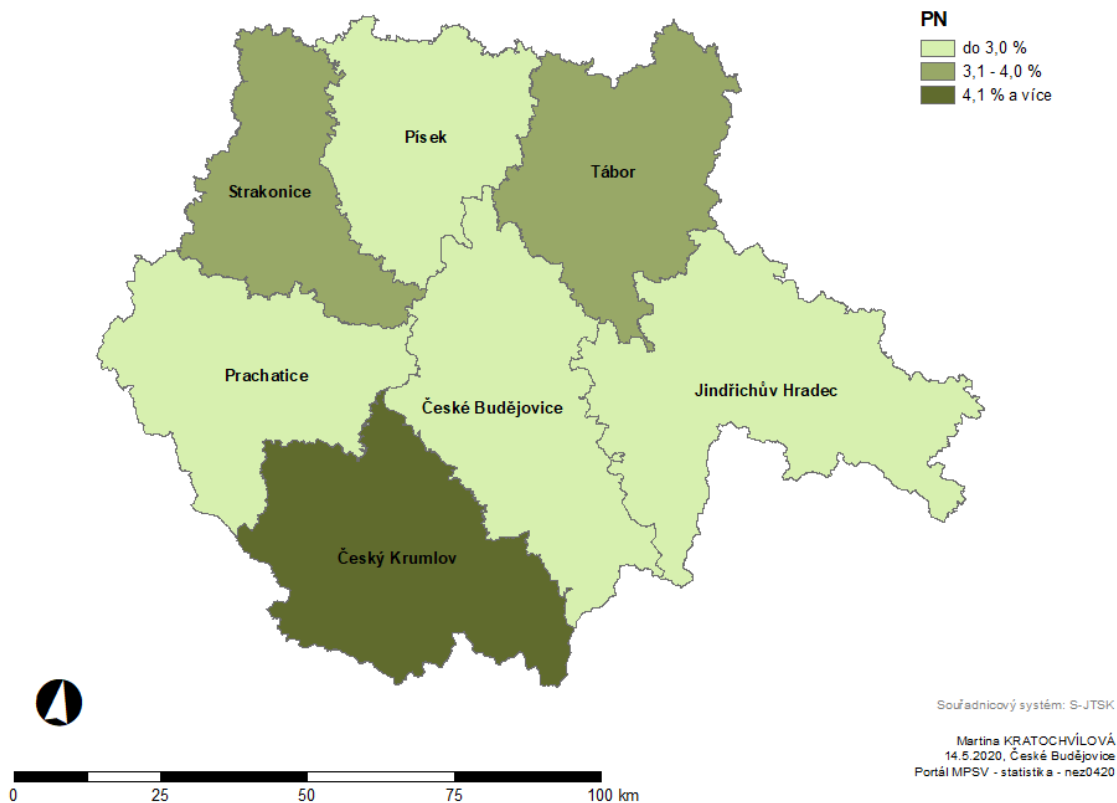 PN
do 3,0 %
3,1 - 4,0 %
4,1 % a více
Písek
Tábor
Strakonice
Prachatice
České Budějovice
Jindřichův Hradec
Český Krumlov
Souřadnicový systém: S-JTSK
Martina KRATOCHVÍLOVÁ
14.5.2020, České Budějovice
Portál MPSV - statistika - nez0420
0 25 50 75 100 km